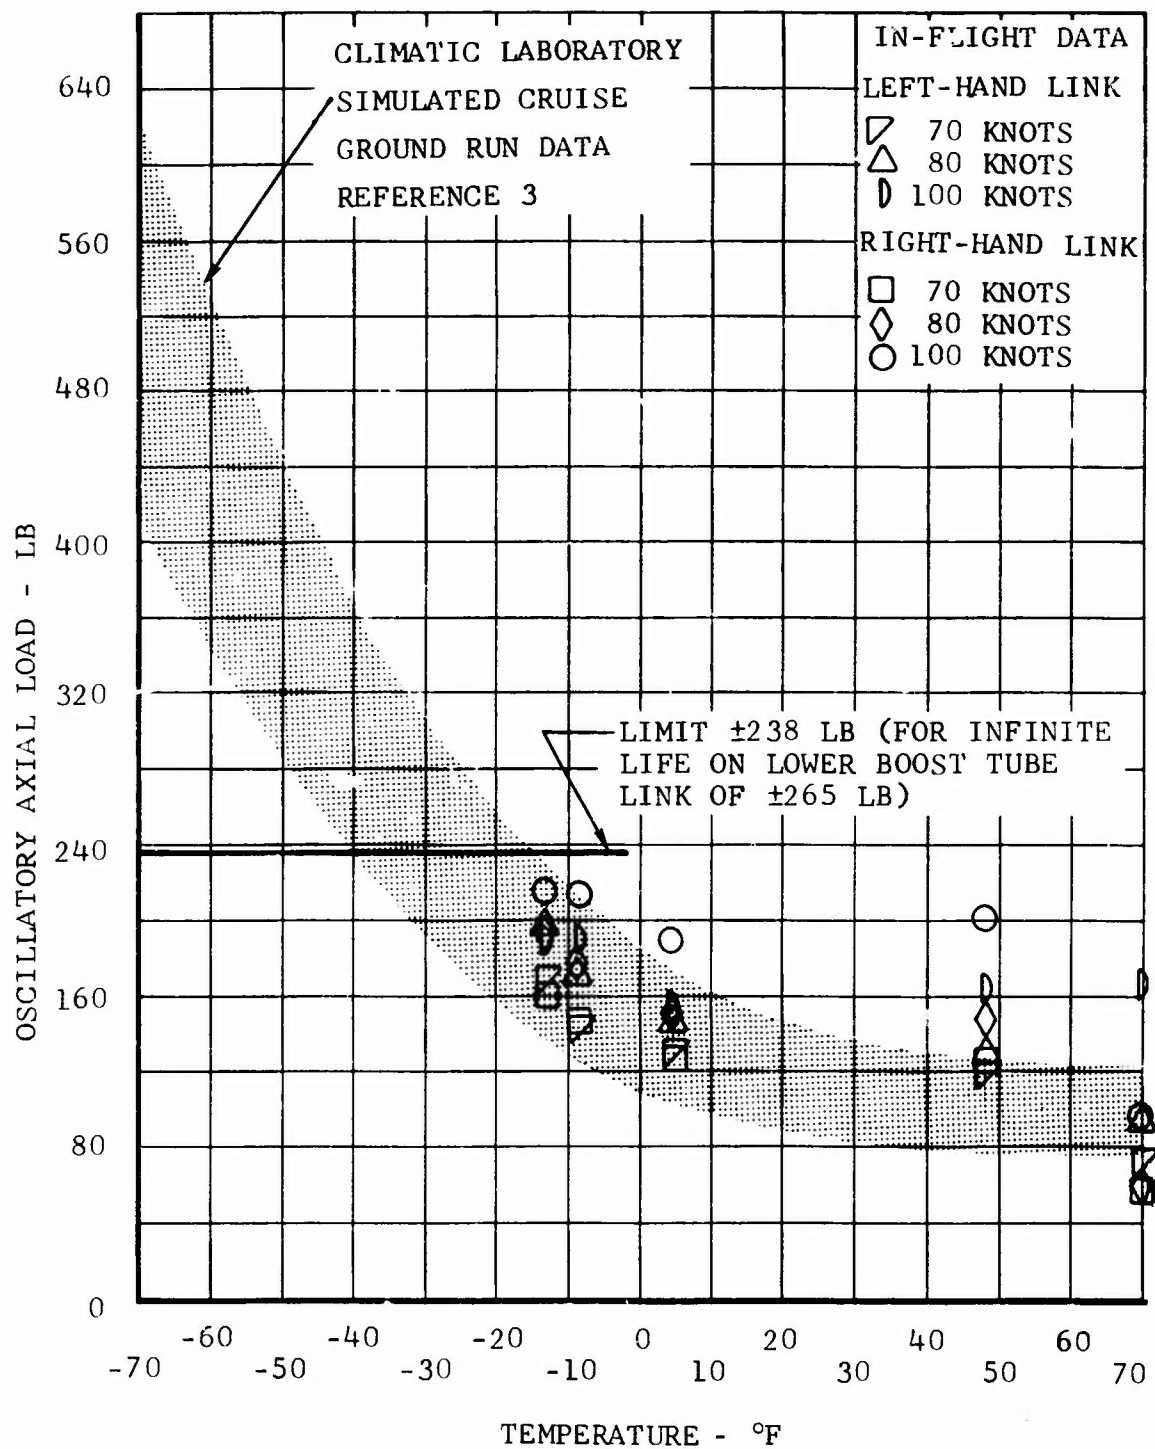 CLIMATIC LABORATORY
SIMULATED CRUISE
GROUND RUN DATA
REFERENCE 3
IN-FLIGHT DATA
LEFT-HAND LINK
70 KNOTS
80 KNOTS
100 KNOTS
RIGHT-HAND LINK
70 KNOTS
80 KNOTS
100 KNOTS
LIMIT ±238 LB (FOR INFINITE
LIFE ON LOWER BOOST TUBE
LINK OF ±265 LB)
OSCILLATORY AXIAL LOAD - LB
640
560
480
400
320
240
160
80
0
-60 -40 -20 0 20 40 60
-70 -50 -30 -10 10 30 50 70
TEMPERATURE - °F